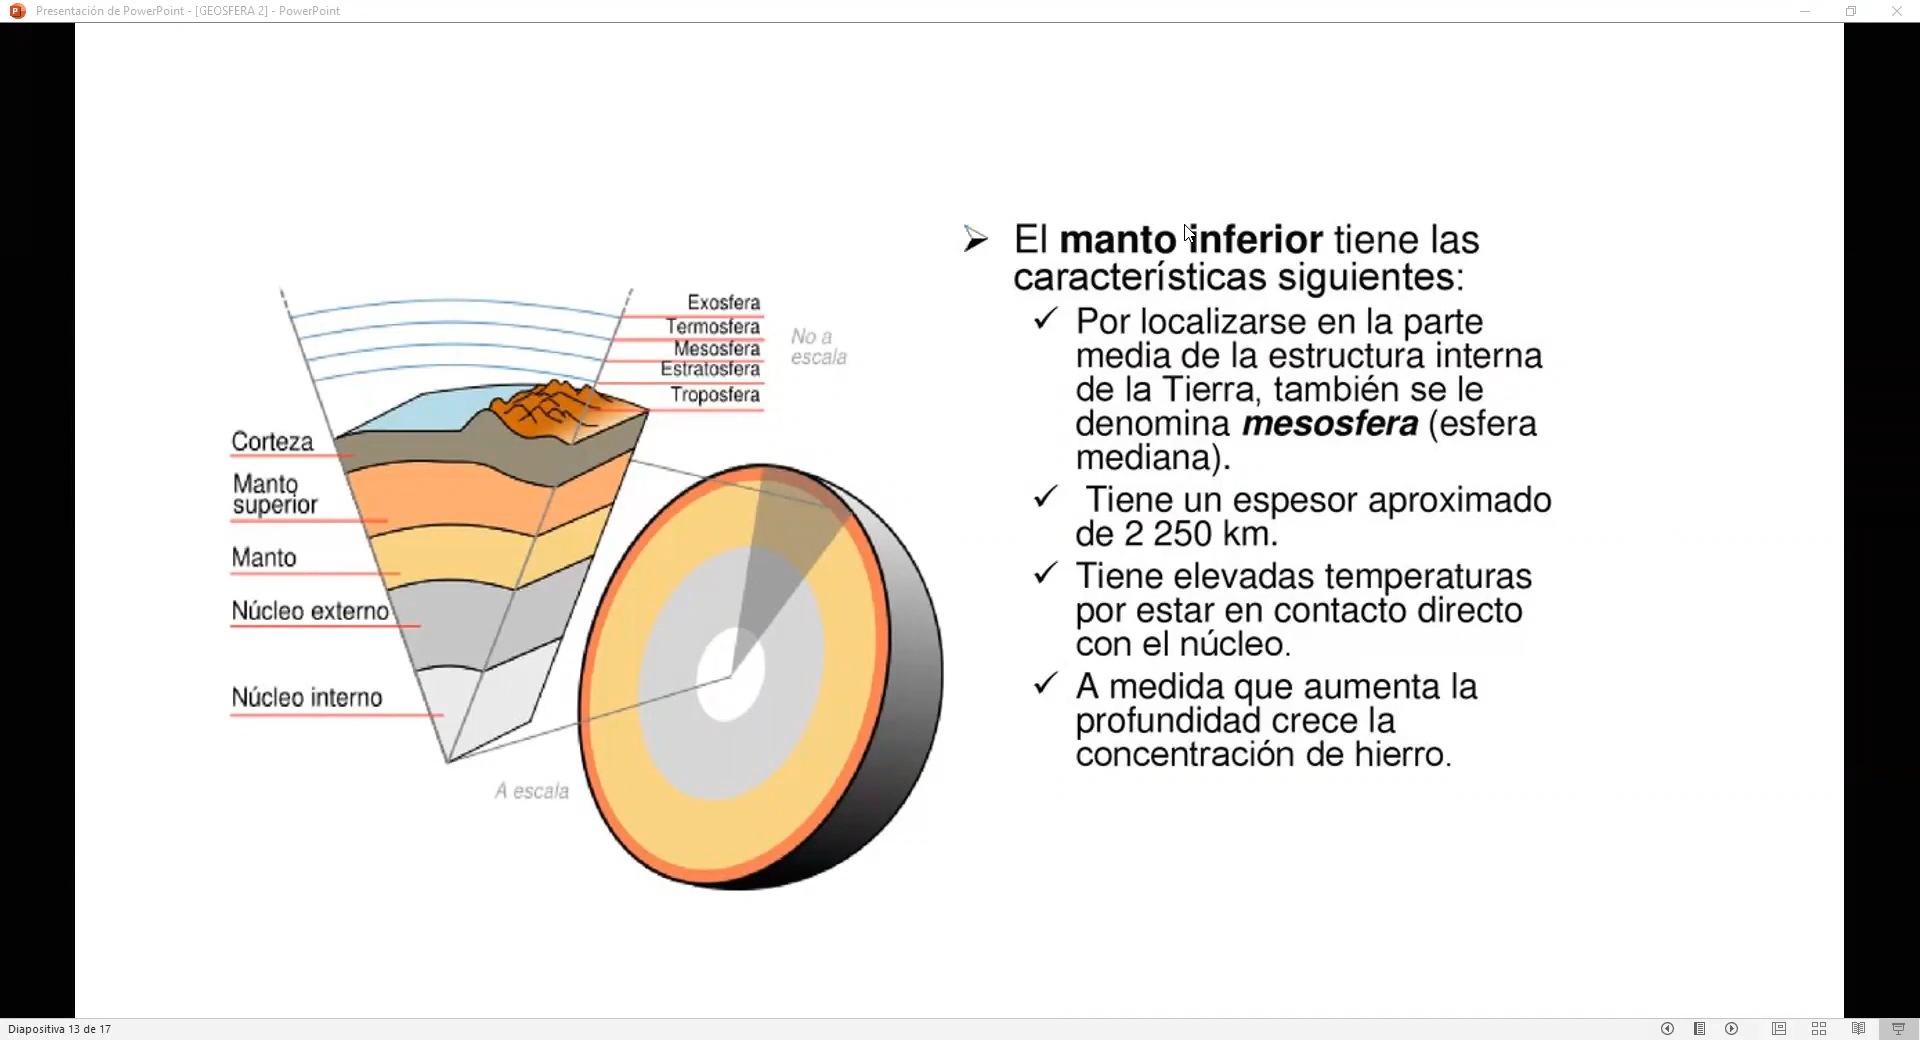 Presentación de PowerPoint - [GEOSFERA 2] - PowerPoint
Exosfera
Termosfera
Mesosfera
Estratosfera
Troposfera
No a
escala
Corteza
Manto
superior
Manto
Núcleo externo
Núcleo interno
A escala
El manto inferior tiene las
características siguientes:
Por localizarse en la parte
media de la estructura interna
de la Tierra, también se le
denomina mesosfera (esfera
mediana).
Tiene un espesor aproximado
de 2 250 km.
Tiene elevadas temperaturas
por estar en contacto directo
con el núcleo.
A medida que aumenta la
profundidad crece la
concentración de hierro.
Diapositiva 13 de 17